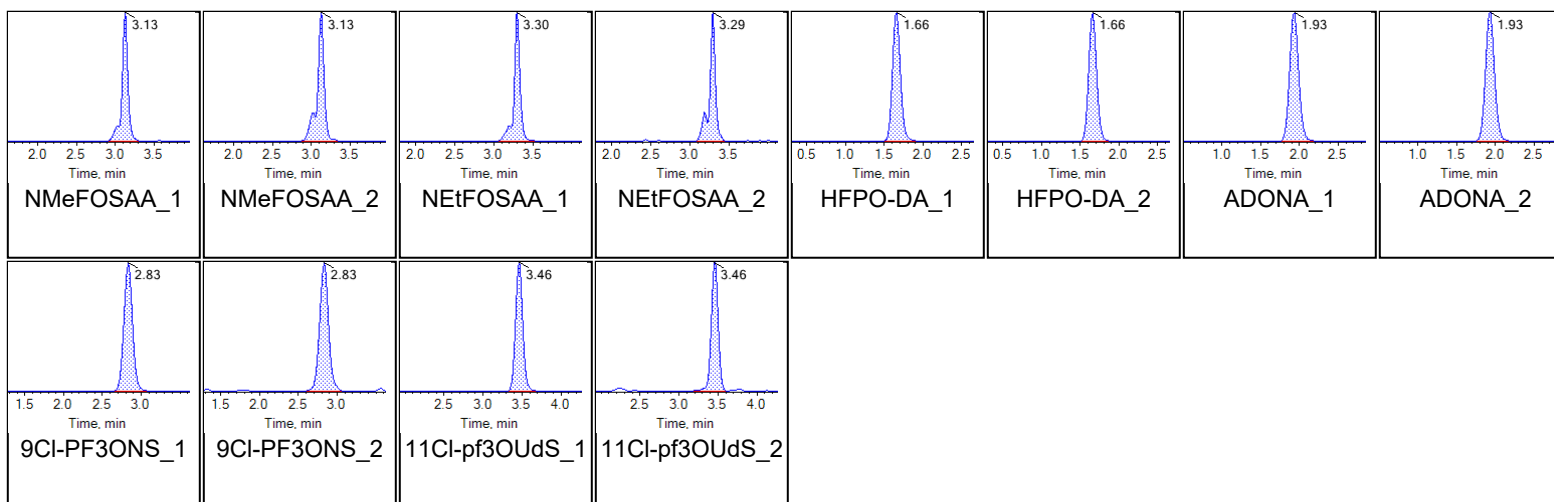 3.13 3.13 3.30 3.29 1.66 1.66 1.93 1.93
2.0 2.5 3.0 3.5 2.0 2.5 3.0 3.5 2.0 2.5 3.0 3.5 2.0 2.5 3.0 3.5 0.5 1.0 1.5 2.0 2.5 0.5 1.0 1.5 2.0 2.5 1.0 1.5 2.0 2.5 1.0 1.5 2.0 2.5
Time, min Time, min Time, min Time, min Time, min Time, min Time, min Time, min
NMeFOSAA_1 NMeFOSAA_2 NEtFOSAA_1 NEtFOSAA_2 HFPO-DA_1 HFPO-DA_2 ADONA_1 ADONA_2
2.83 2.83 3.46 3.46
1.5 2.0 2.5 3.0 1.5 2.0 2.5 3.0 2.5 3.0 3.5 4.0 2.5 3.0 3.5 4.0
Time, min Time, min Time, min Time, min
9Cl-PF3ONS_1 9Cl-PF3ONS_2 11Cl-pf3OUdS_1 11Cl-pf3OUdS_2